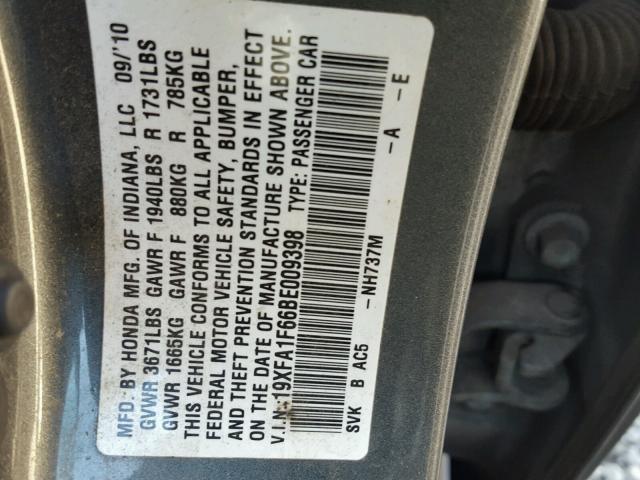 MFD. BY HONDA MFG. OF INDIANA, LLC 09/'10
GVWR 3671LBS GAWR F 1940LBS R 1731LBS
GVWR 1665KG GAWR F 880KG R 785KG
THIS VEHICLE CONFORMS TO ALL APPLICABLE
FEDERAL MOTOR VEHICLE SAFETY, BUMPER,
AND THEFT PREVENTION STANDARDS IN EFFECT
ON THE DATE OF MANUFACTURE SHOWN ABOVE.
V.I.N.:19XFA1F66BE009398 TYPE: PASSENGER CAR
SVK B AC5 -NH737M -A -E